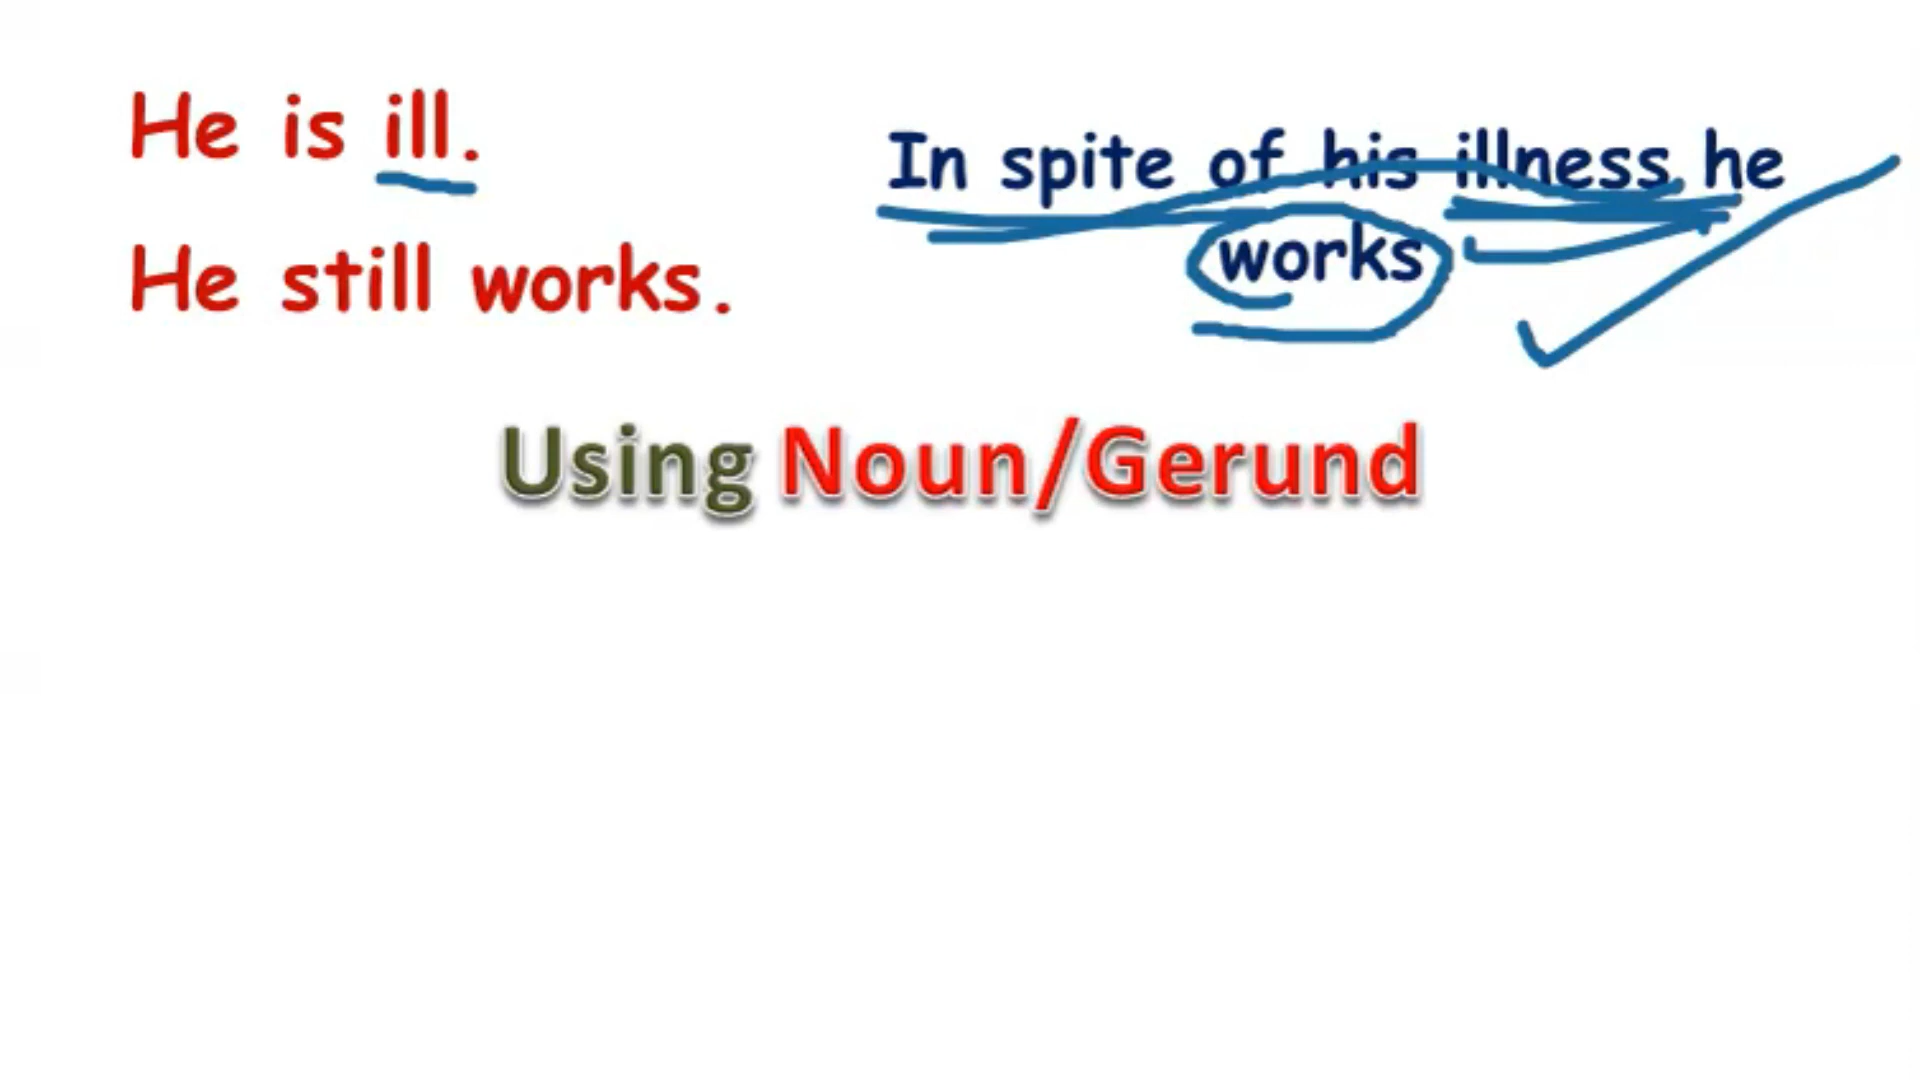 He is ill.
He still works.
In spite of his illness he
works
Using Noun/Gerund